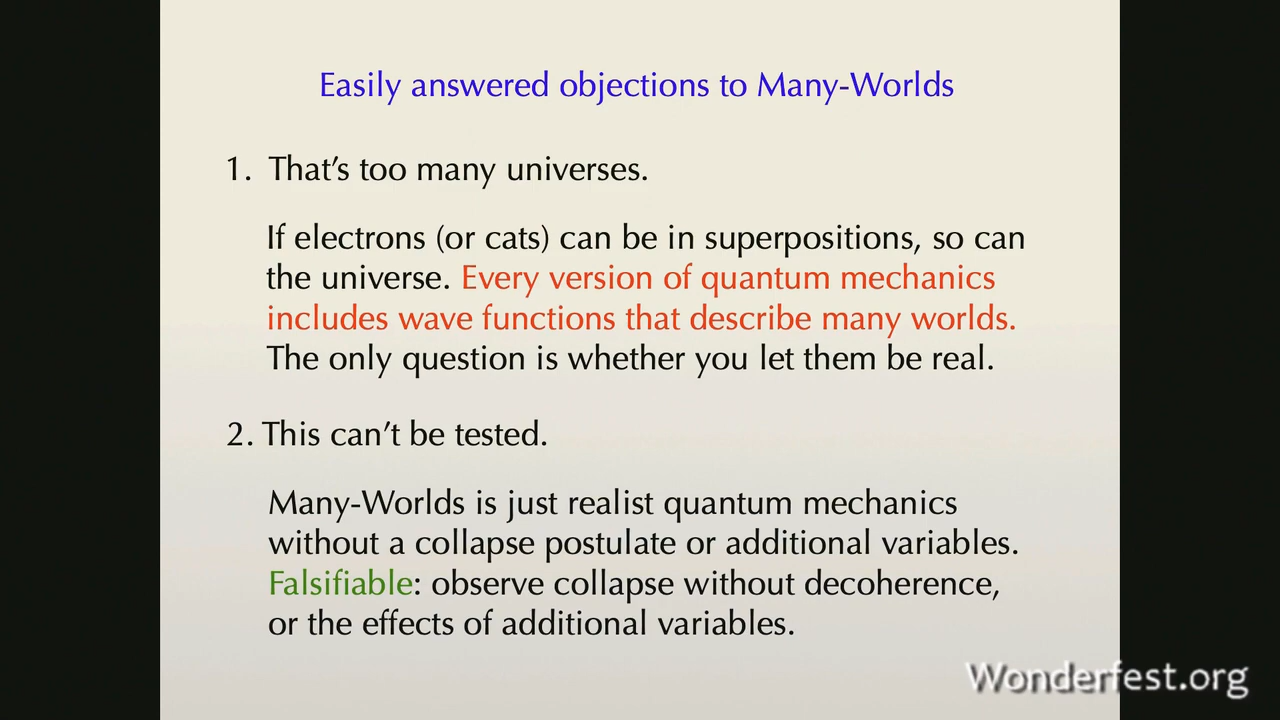 Easily answered objections to Many-Worlds
1. That's too many universes.
If electrons (or cats) can be in superpositions, so can
the universe. Every version of quantum mechanics
includes wave functions that describe many worlds.
The only question is whether you let them be real.
2. This can't be tested.
Many-Worlds is just realist quantum mechanics
without a collapse postulate or additional variables.
Falsifiable: observe collapse without decoherence,
or the effects of additional variables.
Wonderfest.org